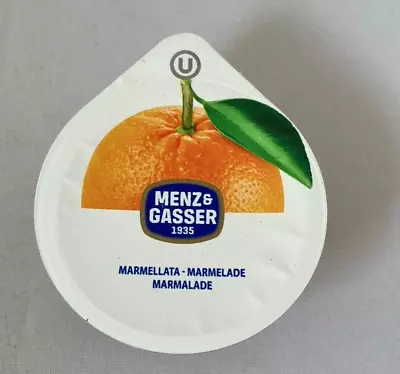 U
MENZ&
GASSER
1935
MARMELLATA - MARMELADE
MARMALADE